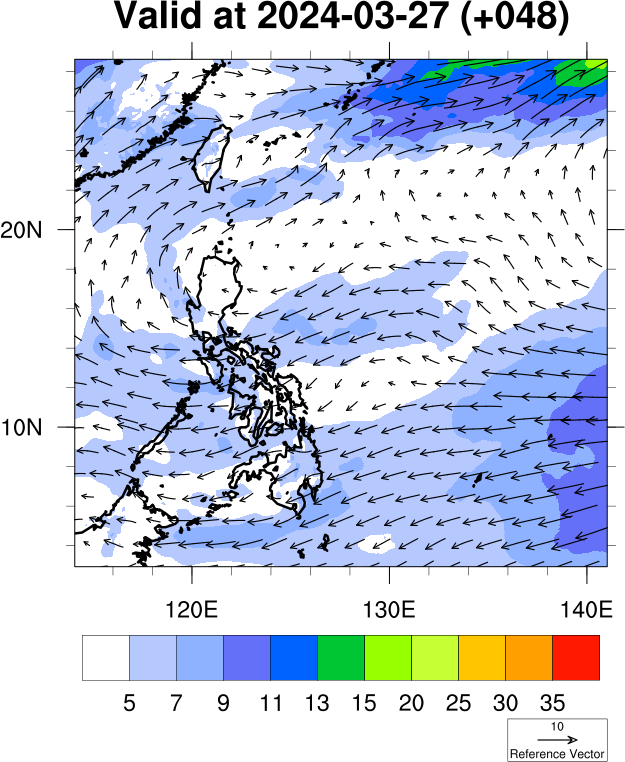 Valid at 2024-03-27 (+048)
20N
10N
120E 130E 140E
5 7 9 11 13 15 20 25 30 35
10
Reference Vector